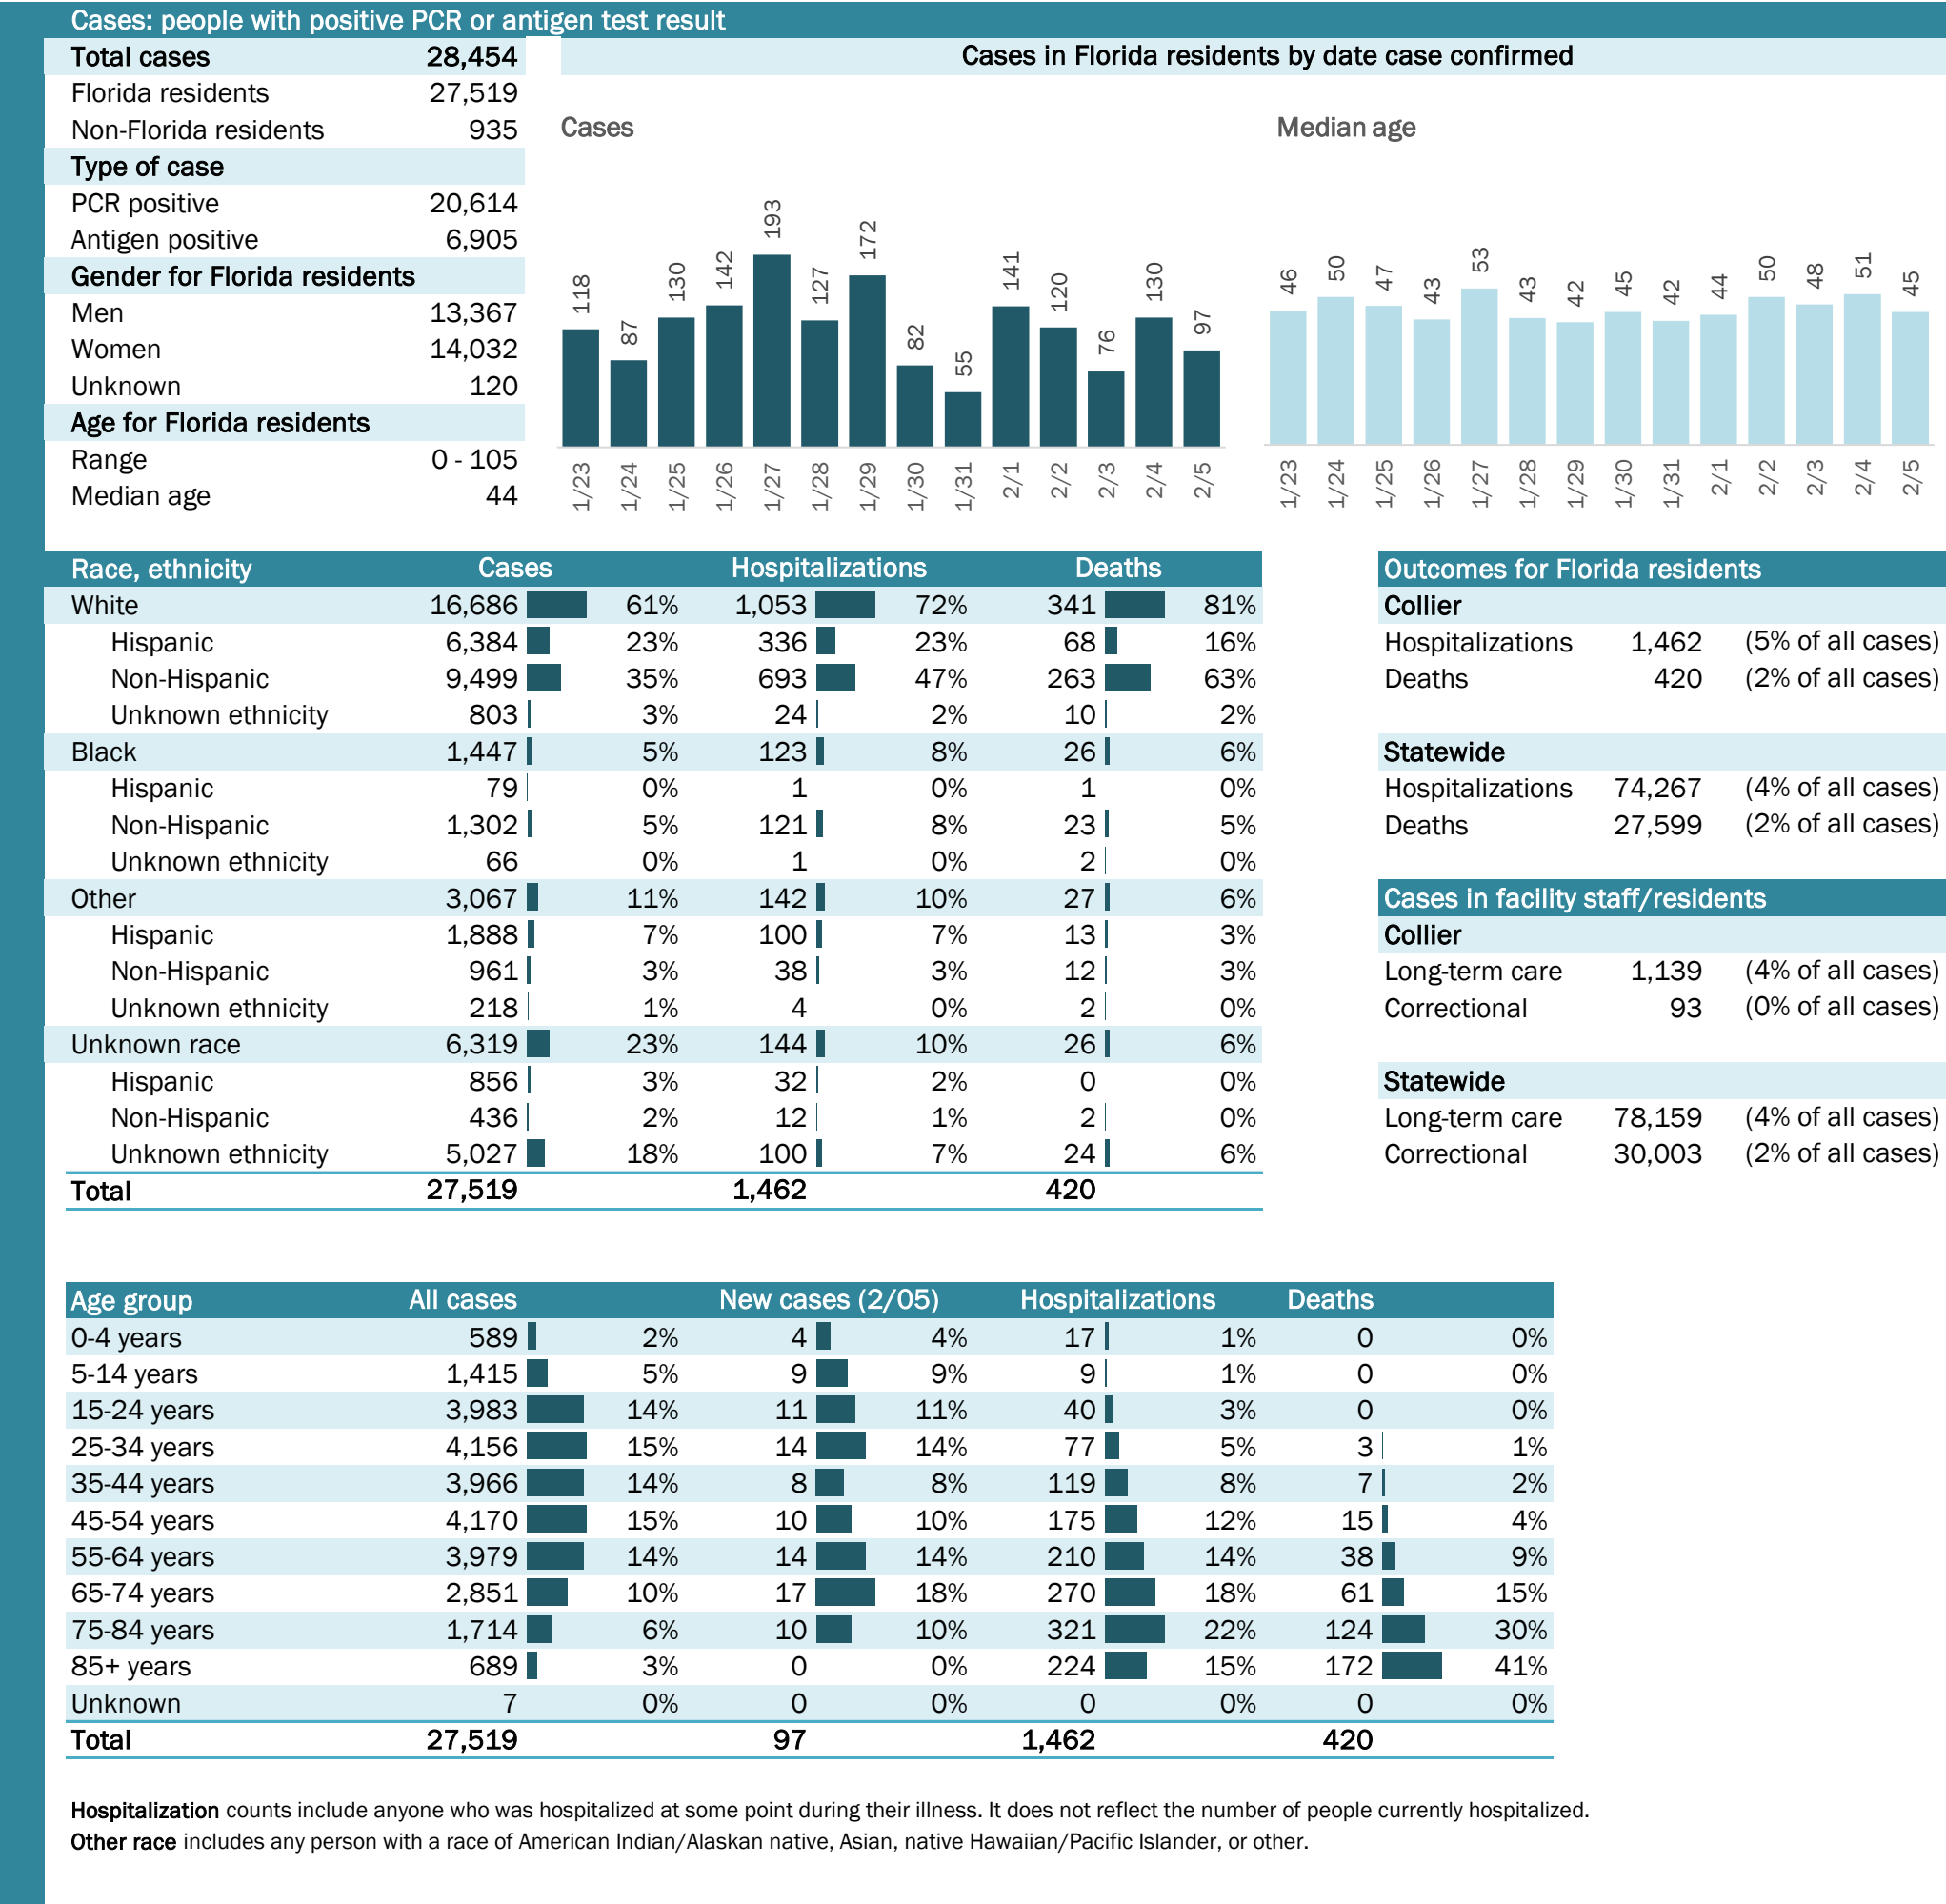 Cases: people with positive PCR or antigen test result
Total cases 28,454
Florida residents 27,519
Non-Florida residents 935
Type of case
PCR positive 20,614
Antigen positive 6,905
Gender for Florida residents
Men 13,367
Women 14,032
Unknown 120
Age for Florida residents
Range 0 - 105
Median age 44
Cases in Florida residents by date case confirmed
Cases
118 87 130 142 193 127 172 82 55 141 120 76 130 97
1/23 1/24 1/25 1/26 1/27 1/28 1/29 1/30 1/31 2/1 2/2 2/3 2/4 2/5
Median age
46 50 47 43 53 43 42 45 42 44 50 48 51 45
1/23 1/24 1/25 1/26 1/27 1/28 1/29 1/30 1/31 2/1 2/2 2/3 2/4 2/5
Race, ethnicity Cases Hospitalizations Deaths
White 16,686 61% 1,053 72% 341 81%
Hispanic 6,384 23% 336 23% 68 16%
Non-Hispanic 9,499 35% 693 47% 263 63%
Unknown ethnicity 803 3% 24 2% 10 2%
Black 1,447 5% 123 8% 26 6%
Hispanic 79 0% 1 0% 1 0%
Non-Hispanic 1,302 5% 121 8% 23 5%
Unknown ethnicity 66 0% 1 0% 2 0%
Other 3,067 11% 142 10% 27 6%
Hispanic 1,888 7% 100 7% 13 3%
Non-Hispanic 961 3% 38 3% 12 3%
Unknown ethnicity 218 1% 4 0% 2 0%
Unknown race 6,319 23% 144 10% 26 6%
Hispanic 856 3% 32 2% 0 0%
Non-Hispanic 436 2% 12 1% 2 0%
Unknown ethnicity 5,027 18% 100 7% 24 6%
Total 27,519 1,462 420
Outcomes for Florida residents
Collier
Hospitalizations 1,462 (5% of all cases)
Deaths 420 (2% of all cases)
Statewide
Hospitalizations 74,267 (4% of all cases)
Deaths 27,599 (2% of all cases)
Cases in facility staff/residents
Collier
Long-term care 1,139 (4% of all cases)
Correctional 93 (0% of all cases)
Statewide
Long-term care 78,159 (4% of all cases)
Correctional 30,003 (2% of all cases)
Age group All cases New cases (2/05) Hospitalizations Deaths
0-4 years 589 2% 4 4% 17 1% 0 0%
5-14 years 1,415 5% 9 9% 9 1% 0 0%
15-24 years 3,983 14% 11 11% 40 3% 0 0%
25-34 years 4,156 15% 14 14% 77 5% 3 1%
35-44 years 3,966 14% 8 8% 119 8% 7 2%
45-54 years 4,170 15% 10 10% 175 12% 15 4%
55-64 years 3,979 14% 14 14% 210 14% 38 9%
65-74 years 2,851 10% 17 18% 270 18% 61 15%
75-84 years 1,714 6% 10 10% 321 22% 124 30%
85+ years 689 3% 0 0% 224 15% 172 41%
Unknown 7 0% 0 0% 0 0% 0 0%
Total 27,519 97 1,462 420
Hospitalization counts include anyone who was hospitalized at some point during their illness. It does not reflect the number of people currently hospitalized.
Other race includes any person with a race of American Indian/Alaskan native, Asian, native Hawaiian/Pacific Islander, or other.